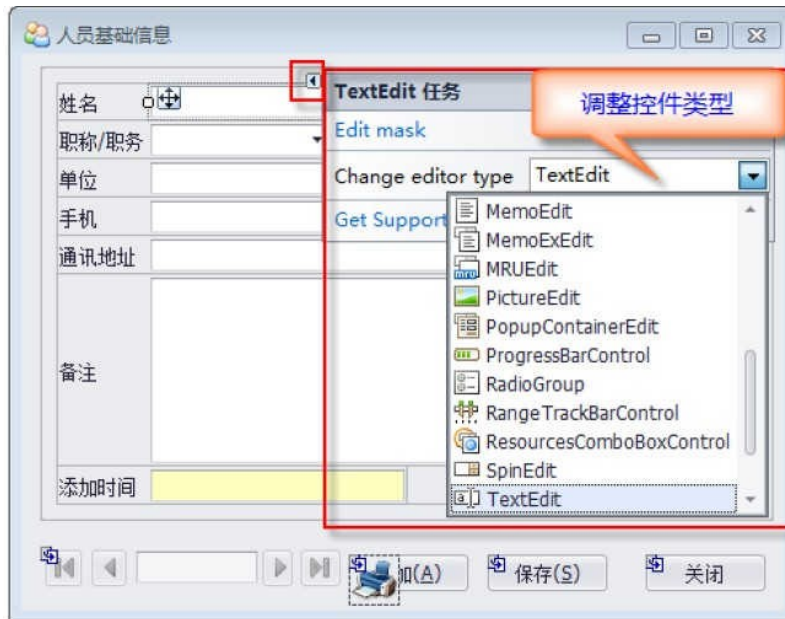 人员基础信息
姓名
TextEdit 任务
调整控件类型
职称/职务
Edit mask
单位
Change editor type
TextEdit
手机
Get Support
通讯地址
MemoEdit
MemoExEdit
MRUEdit
PictureEdit
PopupContainerEdit
ProgressBarControl
RadioGroup
RangeTrackBarControl
ResourcesComboBoxControl
SpinEdit
TextEdit
备注
添加时间
加(A)
保存(S)
关闭